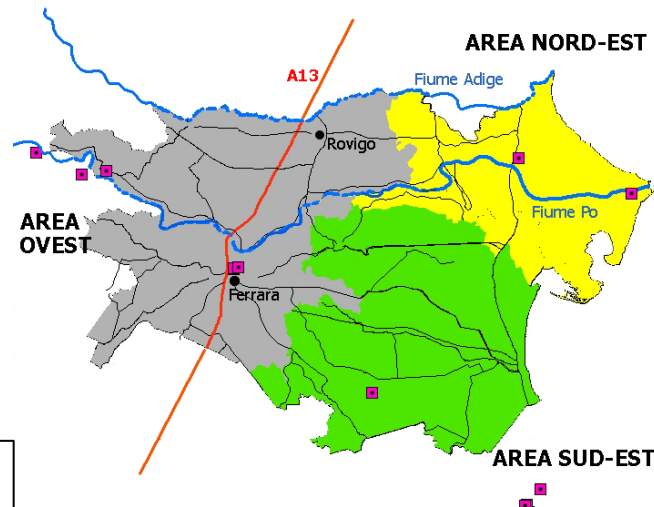 AREA NORD-EST
A13
Fiume Adige
Rovigo
AREA
OVEST
Fiume Po
Ferrara
AREA SUD-EST